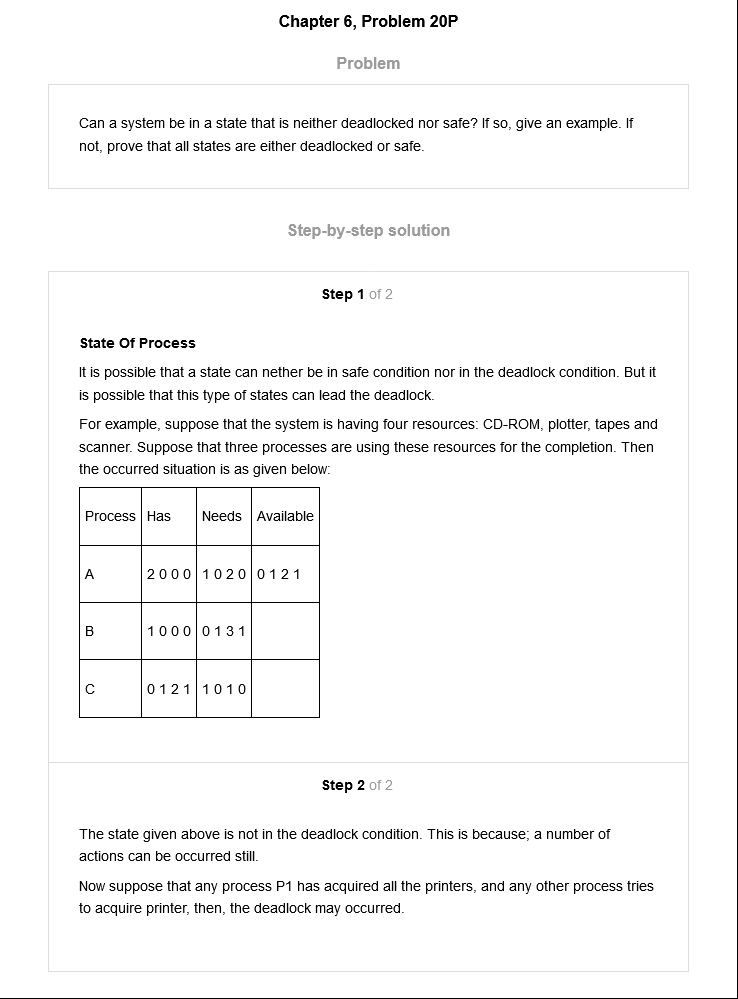 Chapter 6, Problem 20P
Problem
Can a system be in a state that is neither deadlocked nor safe? If so, give an example. If
not, prove that all states are either deadlocked or safe.
Step-by-step solution
Step 1 of 2
State Of Process
It is possible that a state can nether be in safe condition nor in the deadlock condition. But it
is possible that this type of states can lead the deadlock.
For example, suppose that the system is having four resources: CD-ROM, plotter, tapes and
scanner. Suppose that three processes are using these resources for the completion. Then
the occurred situation is as given below:
Process Has Needs Available
A 2 0 0 0 1 0 2 0 0 1 2 1
B 1 0 0 0 0 1 3 1
C 0 1 2 1 1 0 1 0
Step 2 of 2
The state given above is not in the deadlock condition. This is because; a number of
actions can be occurred still.
Now suppose that any process P1 has acquired all the printers, and any other process tries
to acquire printer, then, the deadlock may occurred.